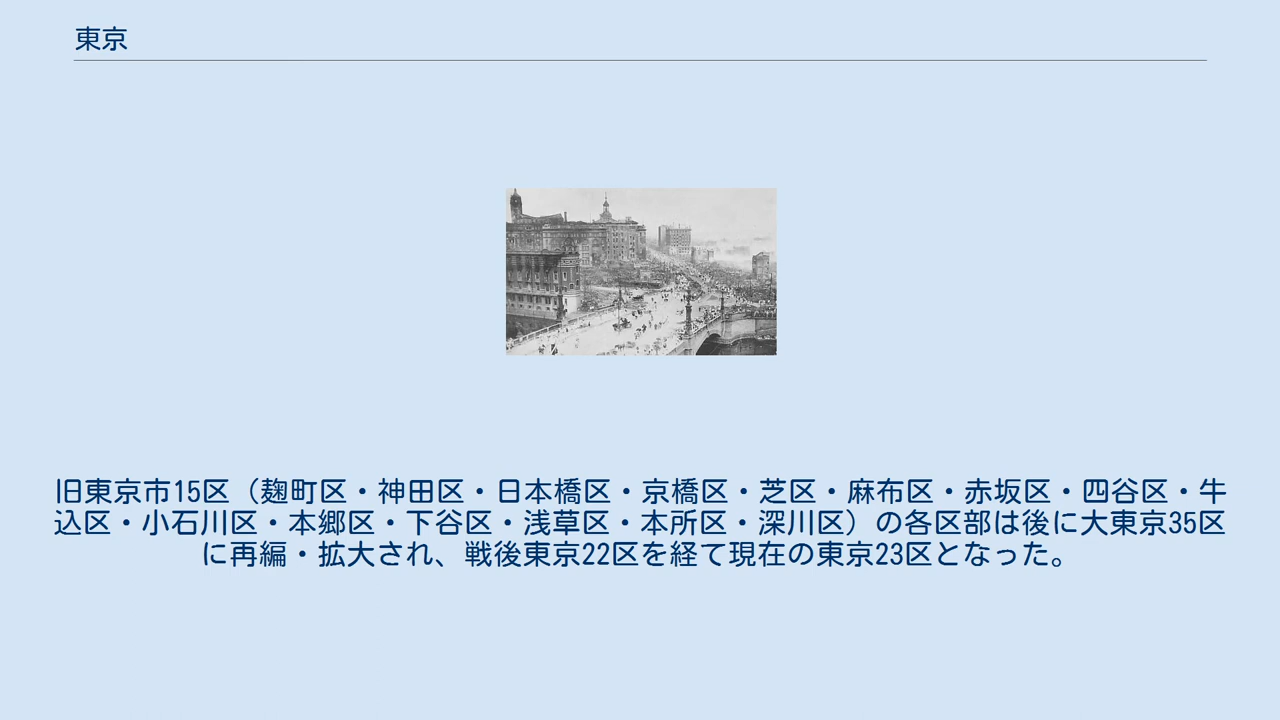 東京
旧東京市15区（麹町区・神田区・日本橋区・京橋区・芝区・麻布区・赤坂区・四谷区・牛
込区・小石川区・本郷区・下谷区・浅草区・本所区・深川区）の各区部は後に大東京35区
に再編・拡大され、戦後東京22区を経て現在の東京23区となった。